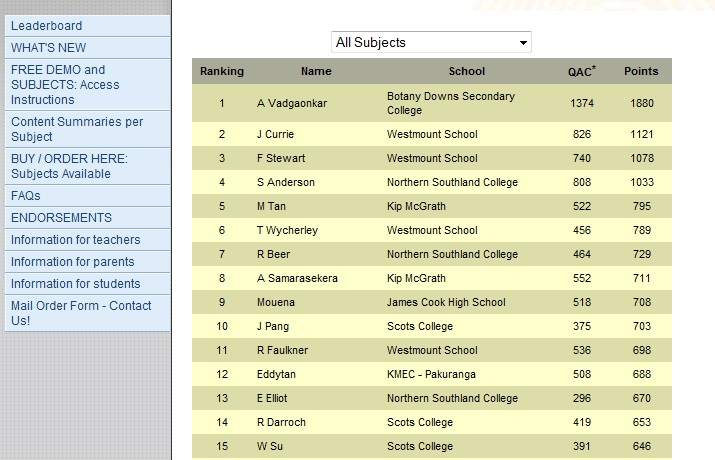 Leaderboard
WHAT'S NEW
FREE DEMO and
SUBJECTS: Access
Instructions
Content Summaries per
Subject
BUY / ORDER HERE:
Subjects Available
FAQs
ENDORSEMENTS
Information for teachers
Information for parents
Information for students
Mail Order Form - Contact
Us!
All Subjects
Ranking Name School QAC* Points
1 A Vadgaonkar Botany Downs Secondary College 1374 1880
2 J Currie Westmount School 826 1121
3 F Stewart Westmount School 740 1078
4 S Anderson Northern Southland College 808 1033
5 M Tan Kip McGrath 522 795
6 T Wycherley Westmount School 456 789
7 R Beer Northern Southland College 464 729
8 A Samarasekera Kip McGrath 552 711
9 Mouena James Cook High School 518 708
10 J Pang Scots College 375 703
11 R Faulkner Westmount School 536 698
12 Eddytan KMEC - Pakuranga 508 688
13 E Elliot Northern Southland College 296 670
14 R Darroch Scots College 419 653
15 W Su Scots College 391 646